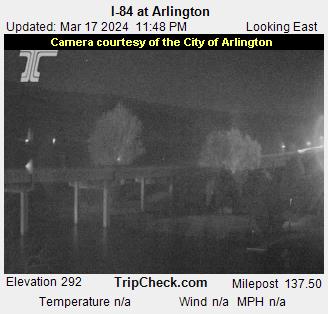 I-84 at Arlington
Updated: Mar 17 2024 11:48 PM Looking East
Camera courtesy of the City of Arlington
Elevation 292 TripCheck.com Milepost 137.50
Temperature n/a Wind n/a MPH n/a